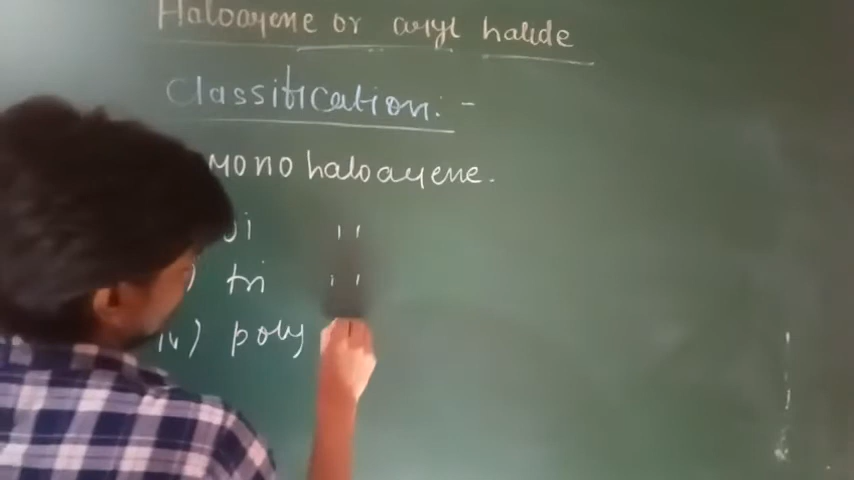 Haloayene or aryl halide
Classification:-
mono haloayene.
di "
tri "
iv) poly